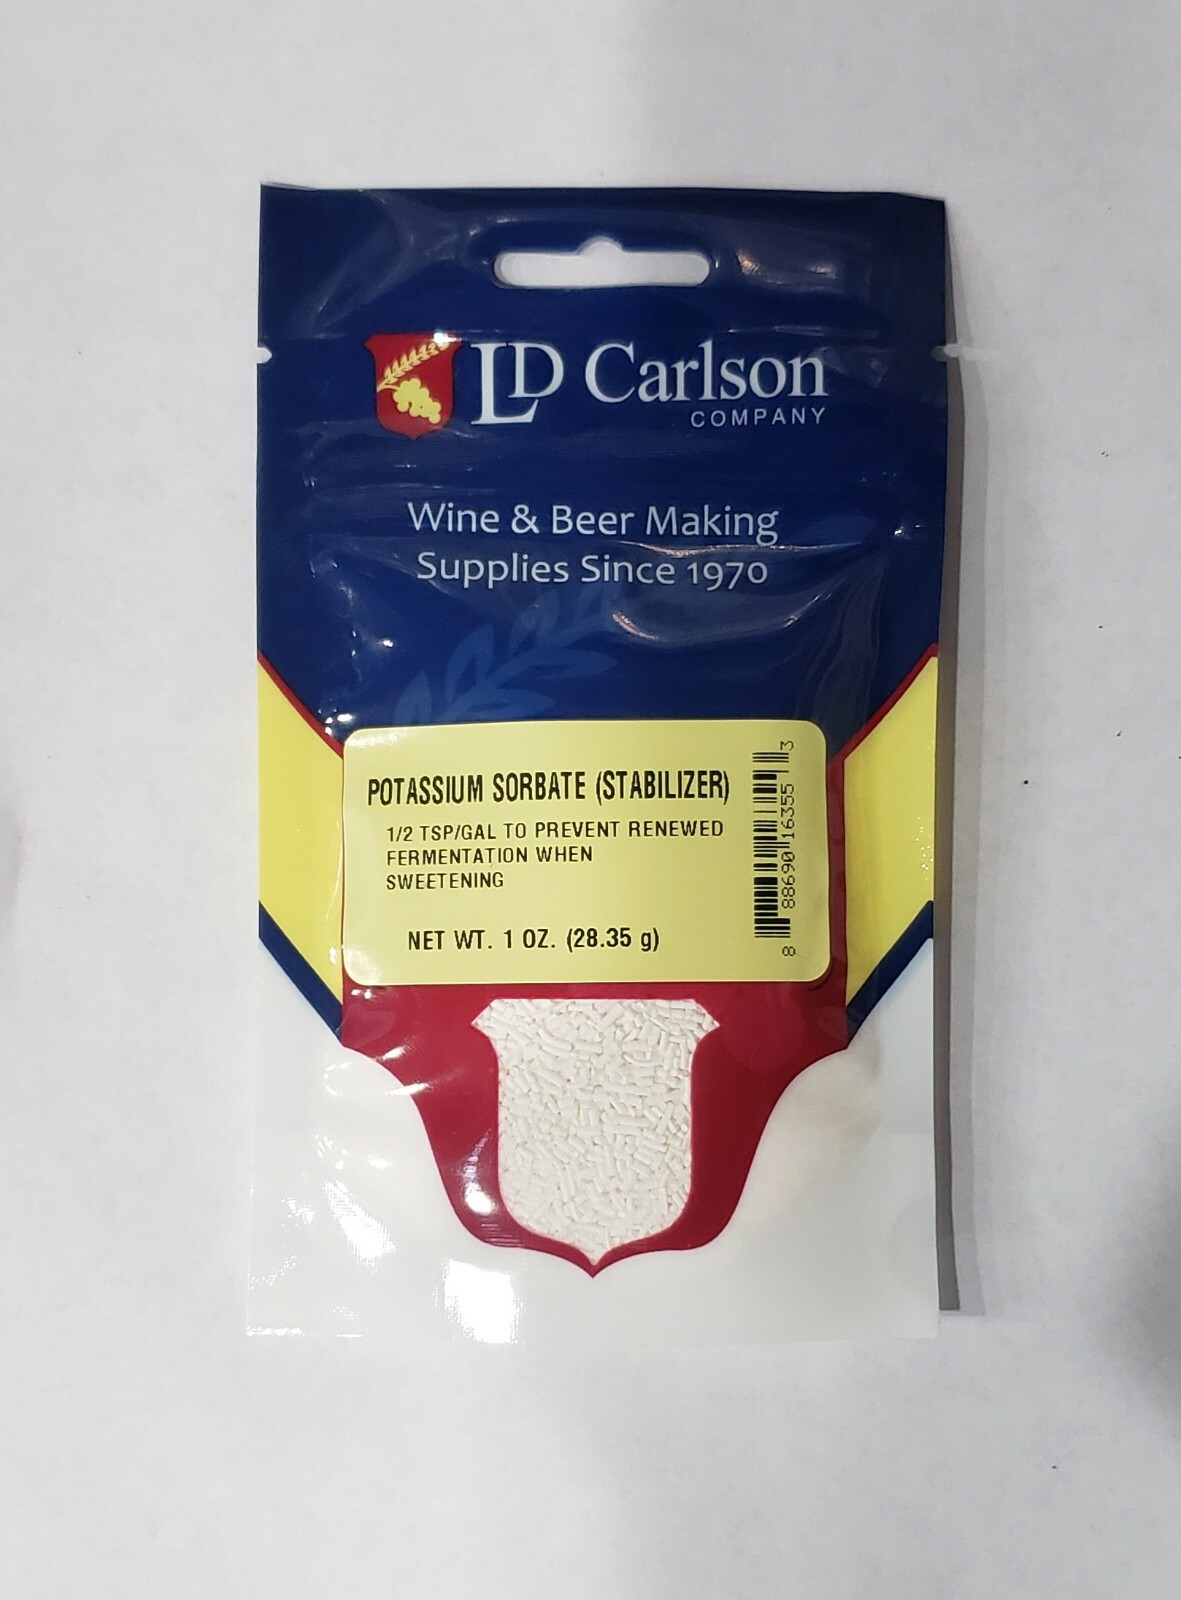 LD Carlson
COMPANY
Wine & Beer Making
Supplies Since 1970
POTASSIUM SORBATE (STABILIZER)
1/2 TSP/GAL TO PREVENT RENEWED
FERMENTATION WHEN
SWEETENING
NET WT. 1 OZ. (28.35 g)
8 88690 16355 3